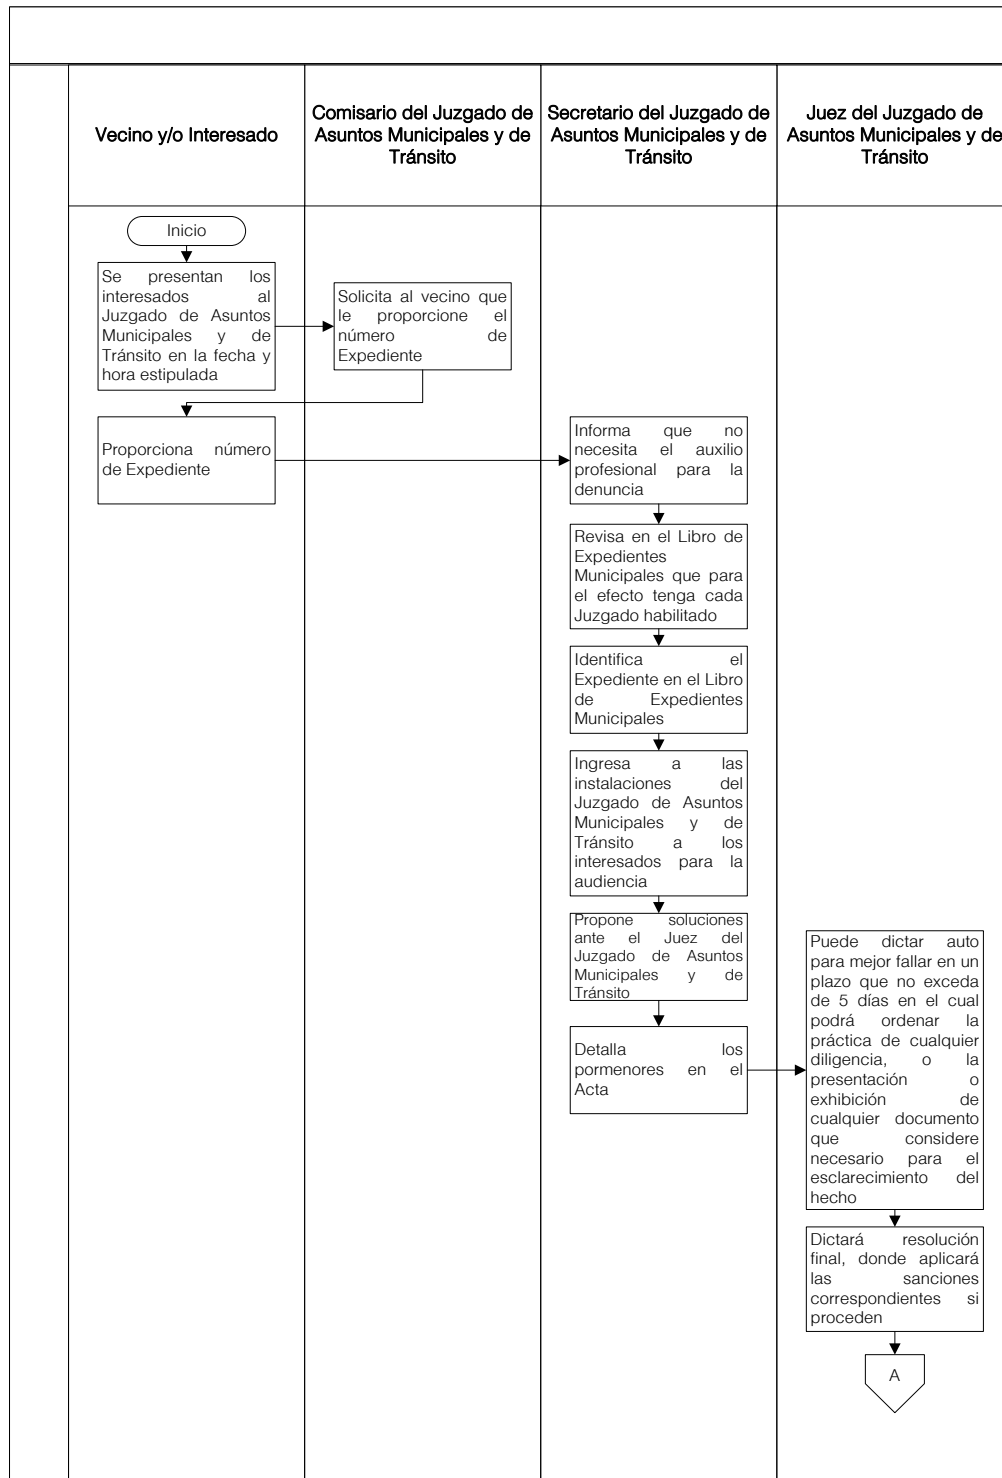 Vecino y/o Interesado
Comisario del Juzgado de
Asuntos Municipales y de
Tránsito
Secretario del Juzgado de
Asuntos Municipales y de
Tránsito
Juez del Juzgado de
Asuntos Municipales y de
Tránsito
Inicio
Se presentan los
interesados al
Juzgado de Asuntos
Municipales y de
Tránsito en la fecha y
hora estipulada
Solicita al vecino que
le proporcione el
número de
Expediente
Proporciona número
de Expediente
Informa que no
necesita el auxilio
profesional para la
denuncia
Revisa en el Libro de
Expedientes
Municipales que para
el efecto tenga cada
Juzgado habilitado
Identifica el
Expediente en el Libro
de Expedientes
Municipales
Ingresa a las
instalaciones del
Juzgado de Asuntos
Municipales y de
Tránsito a los
interesados para la
audiencia
Propone soluciones
ante el Juez del
Juzgado de Asuntos
Municipales y de
Tránsito
Detalla los
pormenores en el
Acta
Puede dictar auto
para mejor fallar en un
plazo que no exceda
de 5 días en el cual
podrá ordenar la
práctica de cualquier
diligencia, o la
presentación o
exhibición de
cualquier documento
que considere
necesario para el
esclarecimiento del
hecho
Dictará resolución
final, donde aplicará
las sanciones
correspondientes si
proceden
A